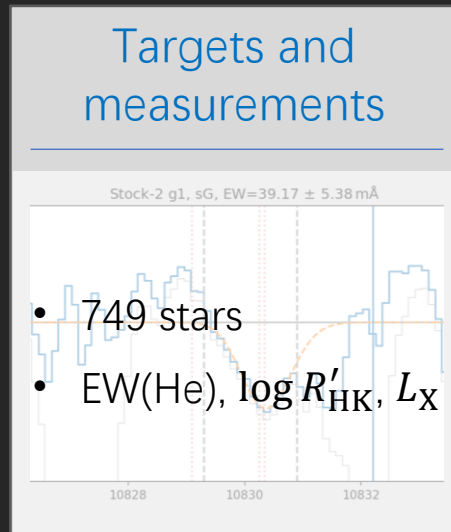 Targets and
measurements
Stock-2 g1, sG, EW=39.17 ± 5.38 mÅ
• 749 stars
• EW(He), log R′HK, LX
10828 10830 10832